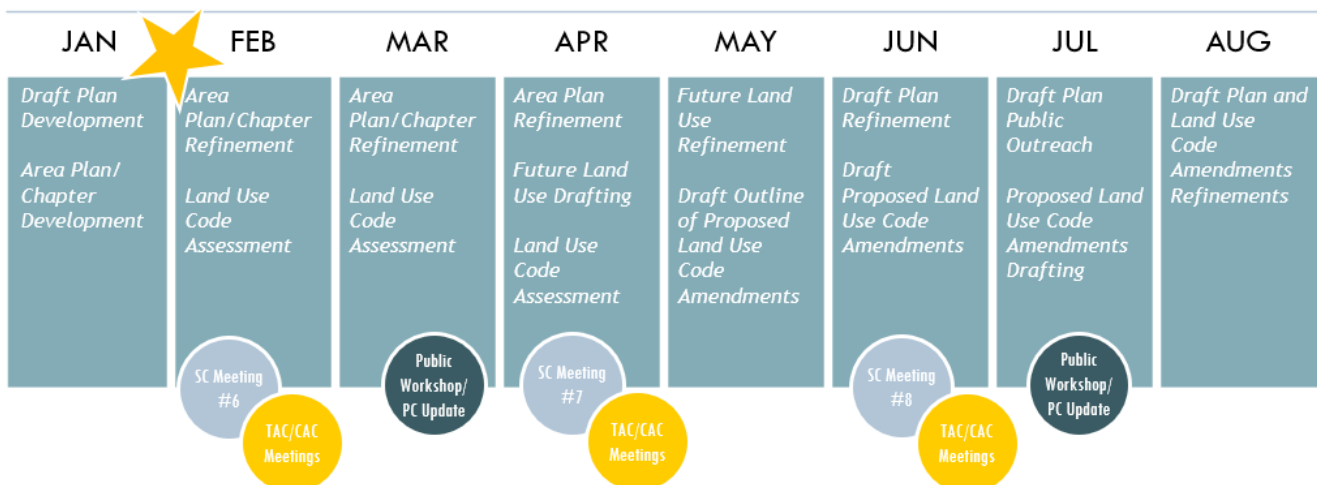 JAN
FEB
MAR
APR
MAY
JUN
JUL
AUG
Draft Plan
Development
Area Plan/
Chapter
Development
Area
Plan/Chapter
Refinement
Land Use
Code
Assessment
Area
Plan/Chapter
Refinement
Land Use
Code
Assessment
Area Plan
Refinement
Future Land
Use Drafting
Land Use
Code
Assessment
Future Land
Use
Refinement
Draft Outline
of Proposed
Land Use
Code
Amendments
Draft Plan
Refinement
Draft
Proposed Land
Use Code
Amendments
Draft Plan
Public
Outreach
Proposed Land
Use Code
Amendments
Drafting
Draft Plan and
Land Use
Code
Amendments
Refinements
SC Meeting
#6
TAC/CAC
Meetings
Public
Workshop/
PC Update
SC Meeting
#7
TAC/CAC
Meetings
SC Meeting
#8
TAC/CAC
Meetings
Public
Workshop/
PC Update